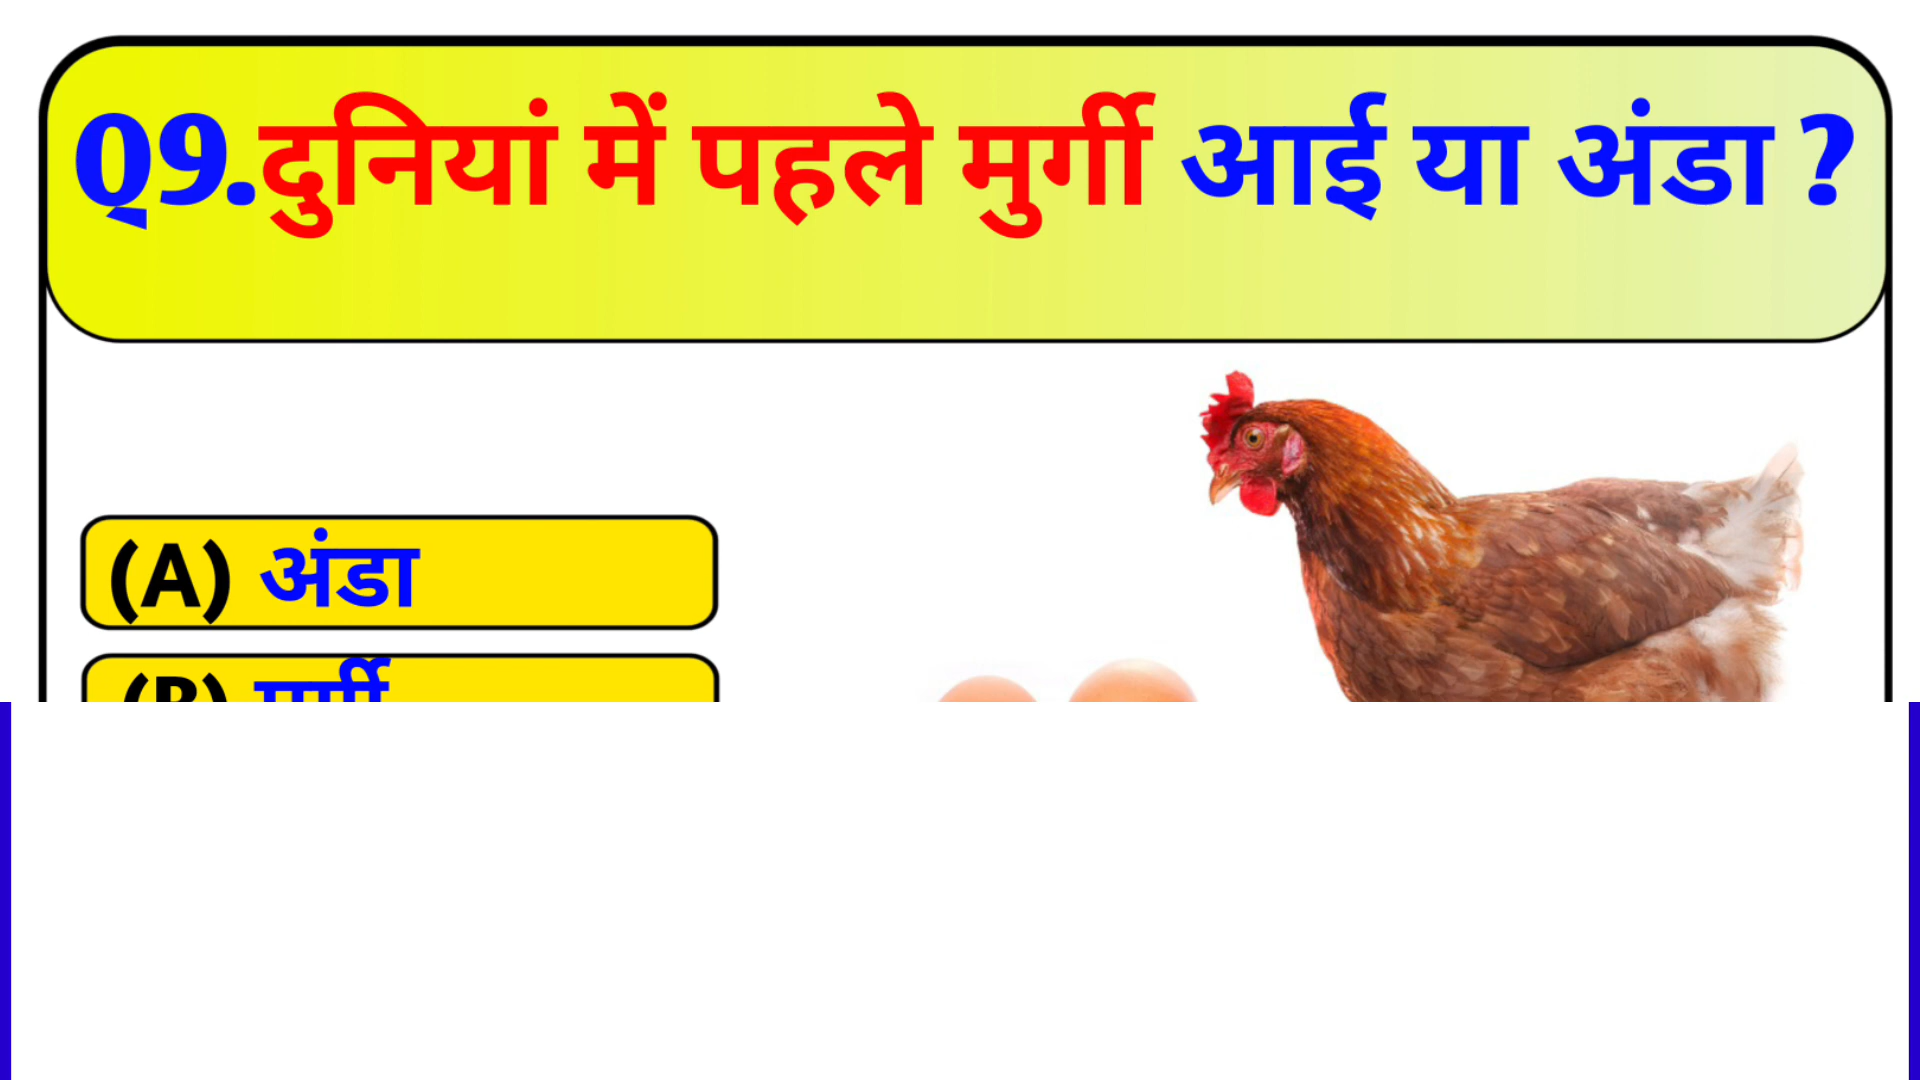 Q9.दुनियां में पहले मुर्गी आई या अंडा ?
(A) अंडा
(B) मुर्गी